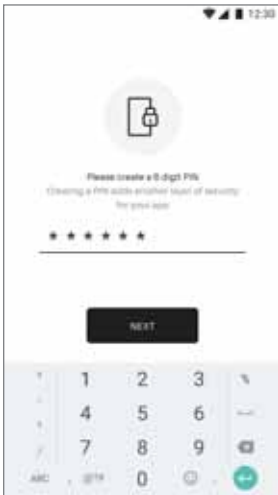 12:30
Please create a 6 digit PIN
Creating a PIN adds another layer of security
for your app
* * * * * *
NEXT
1 2 3
4 5 6
7 8 9
ABC , @?# 0